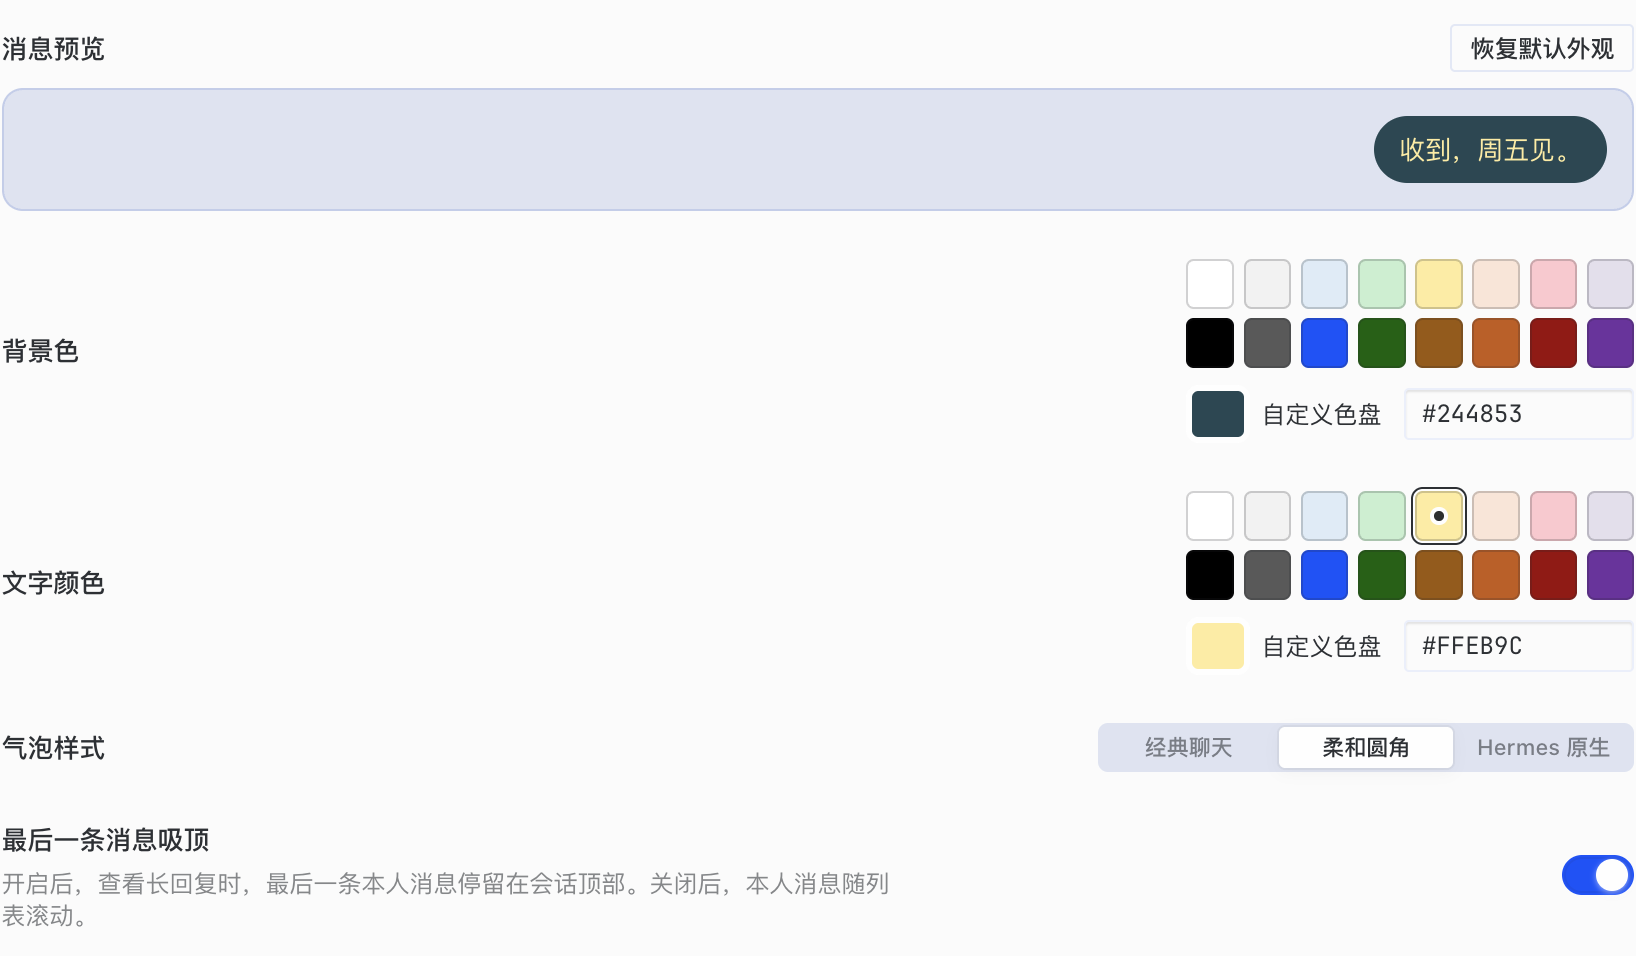 消息预览
恢复默认外观
收到，周五见。
背景色
自定义色盘
#244853
文字颜色
自定义色盘
#FFEB9C
气泡样式
经典聊天
柔和圆角
Hermes 原生
最后一条消息吸顶
开启后，查看长回复时，最后一条本人消息停留在会话顶部。关闭后，本人消息随列
表滚动。